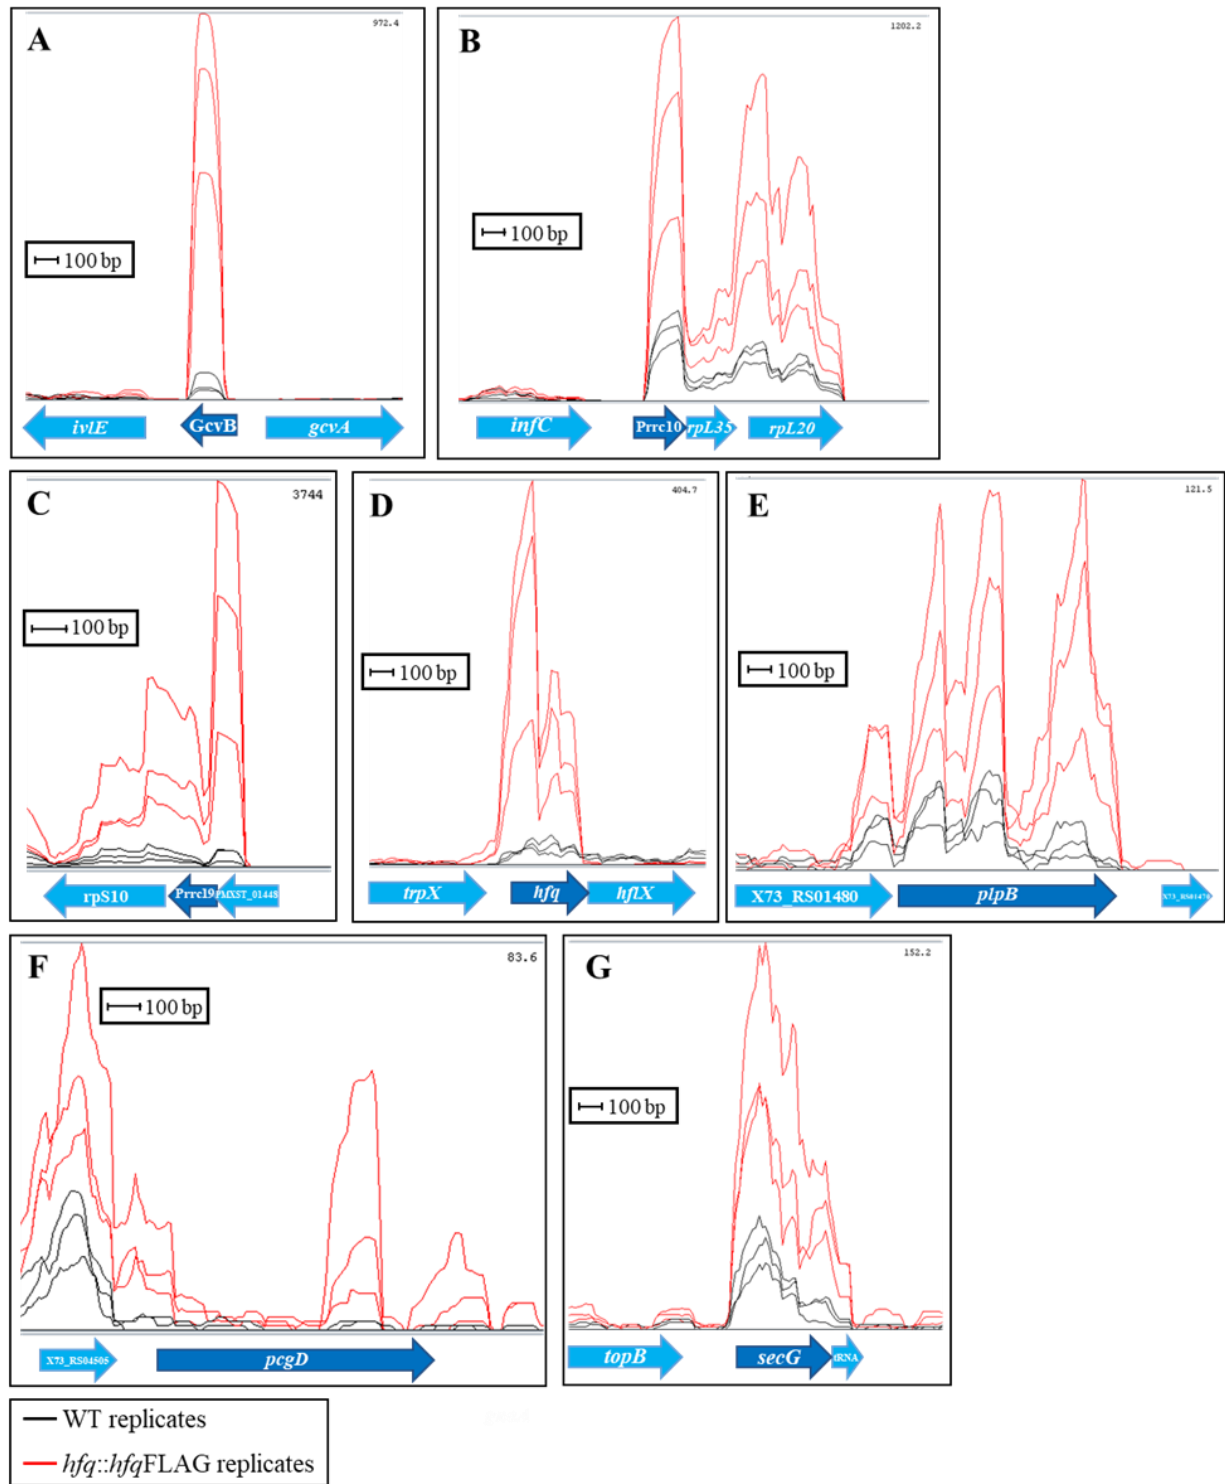 A
972.4
100 bp
ivlE
GcvB
gcvA
B
1202.2
100 bp
infC
Prrc10
rpL35
rpL20
C
3744
100 bp
rpS10
Prrc19
PMXST_01448
D
404.7
100 bp
trpX
hfq
hflX
E
121.5
100 bp
X73_RS01480
plpB
F
83.6
100 bp
X73_RS04505
pcgD
G
152.2
100 bp
topB
secG
tRNA
WT replicates
hfq::hfqFLAG replicates